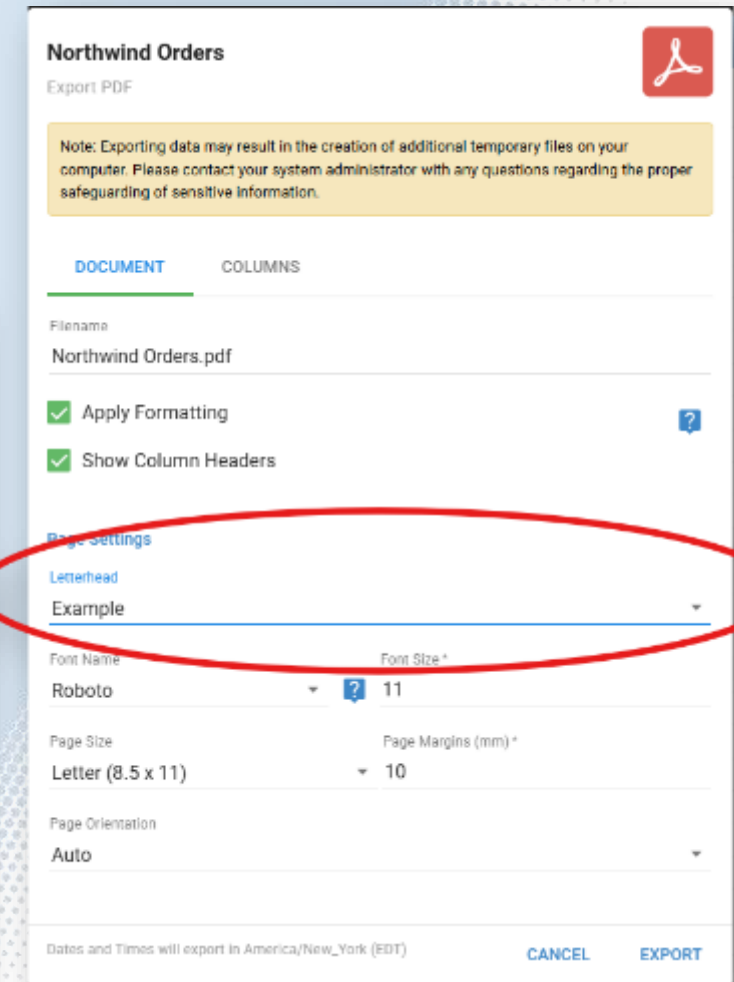 Northwind Orders
Export PDF
Note: Exporting data may result in the creation of additional temporary files on your
computer. Please contact your system administrator with any questions regarding the proper
safeguarding of sensitive information.
DOCUMENT COLUMNS
Filename
Northwind Orders.pdf
Apply Formatting
?
Show Column Headers
Page Settings
Letterhead
Example
Font Name Font Size *
Roboto ? 11
Page Size Page Margins (mm) *
Letter (8.5 x 11) 10
Page Orientation
Auto
Dates and Times will export in America/New_York (EDT) CANCEL EXPORT